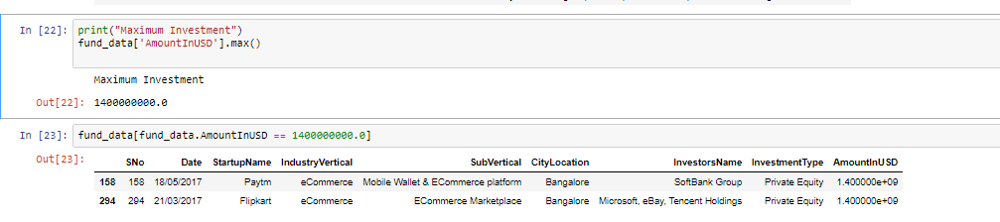 In [22]: print("Maximum Investment")
fund_data['AmountInUSD'].max()
Maximum Investment
Out[22]: 1400000000.0
In [23]: fund_data[fund_data.AmountInUSD == 1400000000.0]
Out[23]:
SNo Date StartupName IndustryVertical SubVertical CityLocation InvestorsName InvestmentType AmountInUSD
158 158 18/05/2017 Paytm eCommerce Mobile Wallet & ECommerce platform Bangalore SoftBank Group Private Equity 1.400000e+09
294 294 21/03/2017 Flipkart eCommerce ECommerce Marketplace Bangalore Microsoft, eBay, Tencent Holdings Private Equity 1.400000e+09